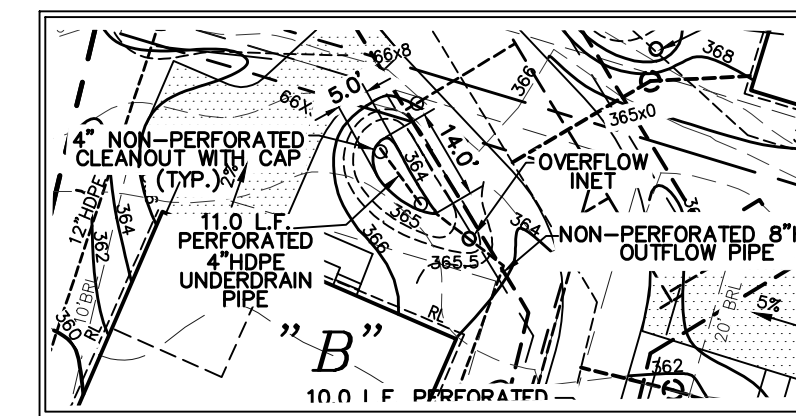 66x8
368
5.0'
66X
366
365x0
4" NON-PERFORATED
CLEANOUT WITH CAP
(TYP.)
2%
14.0'
364
OVERFLOW
INET
12"HDPE
364
362
11.0 L.F.
PERFORATED
4"HDPE
UNDERDRAIN
PIPE
365
366
364
365.5
NON-PERFORATED 8"
OUTFLOW PIPE
10'BRL
360
RL
RL
20' BRL
5%
"B"
362
10.0 L.F. PERFORATED